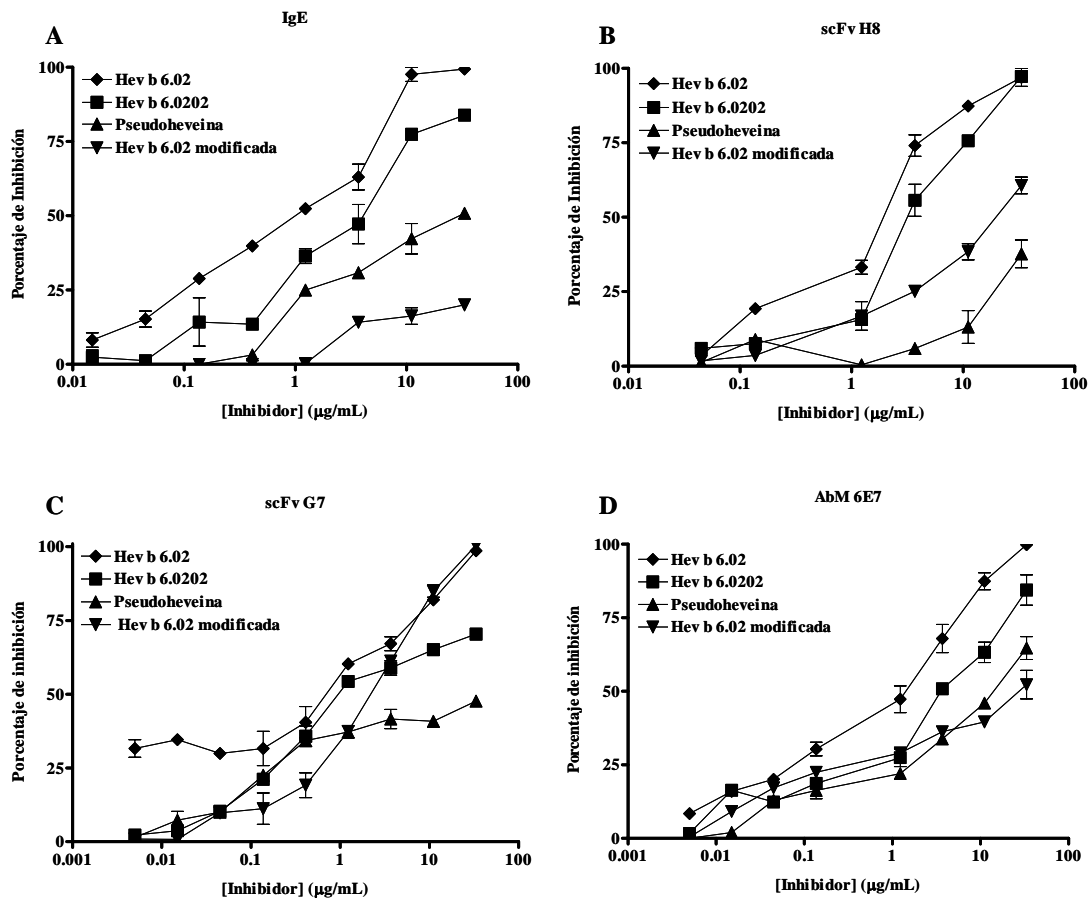 A
IgE
Porcentaje de Inhibición
100
75
50
25
0
Hev b 6.02
Hev b 6.0202
Pseudoheveina
Hev b 6.02 modificada
0.01 0.1 1 10 100
[Inhibidor] (µg/mL)
B
scFv H8
Porcentaje de Inhibición
100
75
50
25
0
Hev b 6.02
Hev b 6.0202
Pseudoheveina
Hev b 6.02 modificada
0.01 0.1 1 10 100
[Inhibidor] (µg/mL)
C
scFv G7
Porcentaje de inhibición
100
75
50
25
0
Hev b 6.02
Hev b 6.0202
Pseudoheveina
Hev b 6.02 modificada
0.001 0.01 0.1 1 10 100
[Inhibidor] (µg/mL)
D
AbM 6E7
Porcentaje de inhibición
100
75
50
25
0
Hev b 6.02
Hev b 6.0202
Pseudoheveina
Hev b 6.02 modificada
0.001 0.01 0.1 1 10 100
[Inhibidor] (µg/mL)